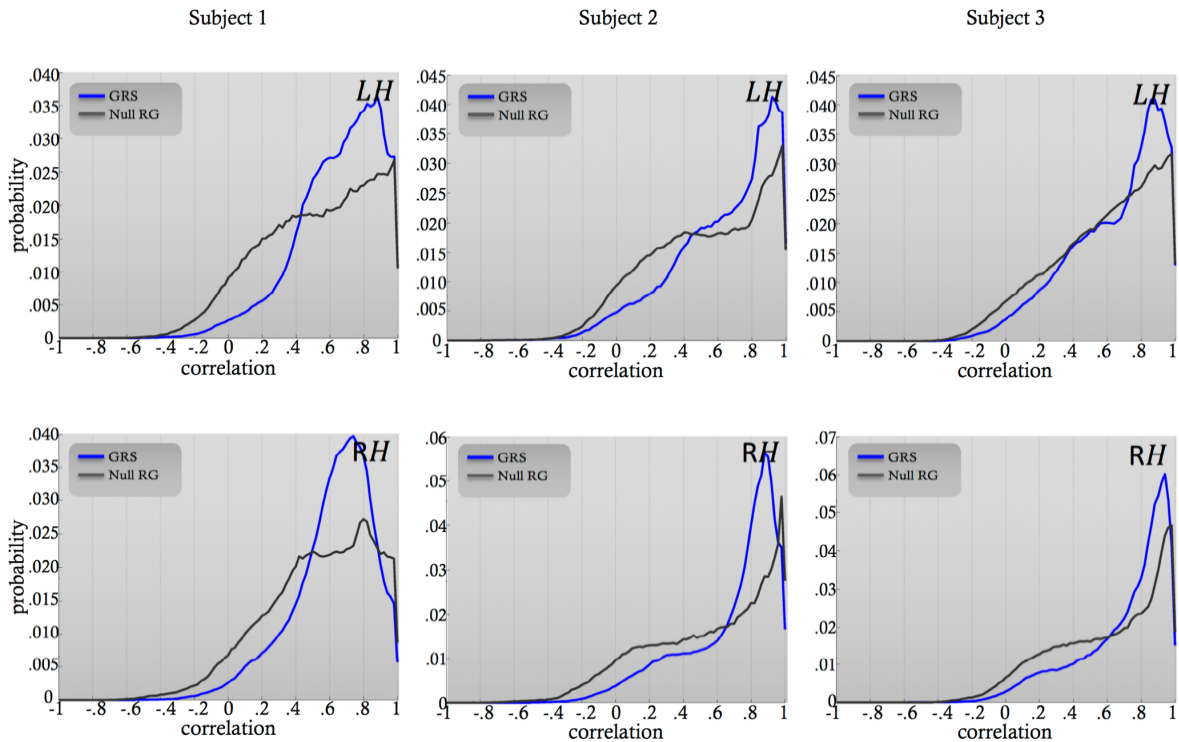 Subject 1 Subject 2 Subject 3
LH
GRS
Null RG
probability
.040
.035
.030
.025
.020
.015
.010
.005
0
-1 -.8 -.6 -.4 -.2 0 .2 .4 .6 .8 1
correlation
LH
GRS
Null RG
.045
.040
.035
.030
.025
.020
.015
.010
.005
0
-1 -.8 -.6 -.4 -.2 0 .2 .4 .6 .8 1
correlation
LH
GRS
Null RG
.045
.040
.035
.030
.025
.020
.015
.010
.005
0
-1 -.8 -.6 -.4 -.2 0 .2 .4 .6 .8 1
correlation
RH
GRS
Null RG
probability
.040
.035
.030
.025
.020
.015
.010
.005
0
-1 -.8 -.6 -.4 -.2 0 .2 .4 .6 .8 1
correlation
RH
GRS
Null RG
.06
.05
.04
.03
.02
.01
0
-1 -.8 -.6 -.4 -.2 0 .2 .4 .6 .8 1
correlation
RH
GRS
Null RG
.07
.06
.05
.04
.03
.02
.01
0
-1 -.8 -.6 -.4 -.2 0 .2 .4 .6 .8 1
correlation